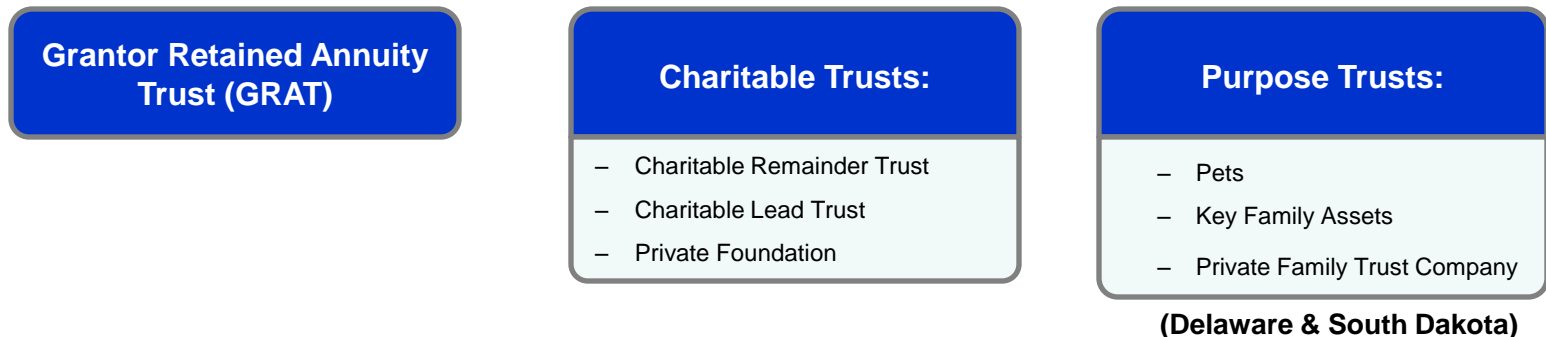 Grantor Retained Annuity
Trust (GRAT)
Charitable Trusts:
– Charitable Remainder Trust
– Charitable Lead Trust
– Private Foundation
Purpose Trusts:
– Pets
– Key Family Assets
– Private Family Trust Company
(Delaware & South Dakota)